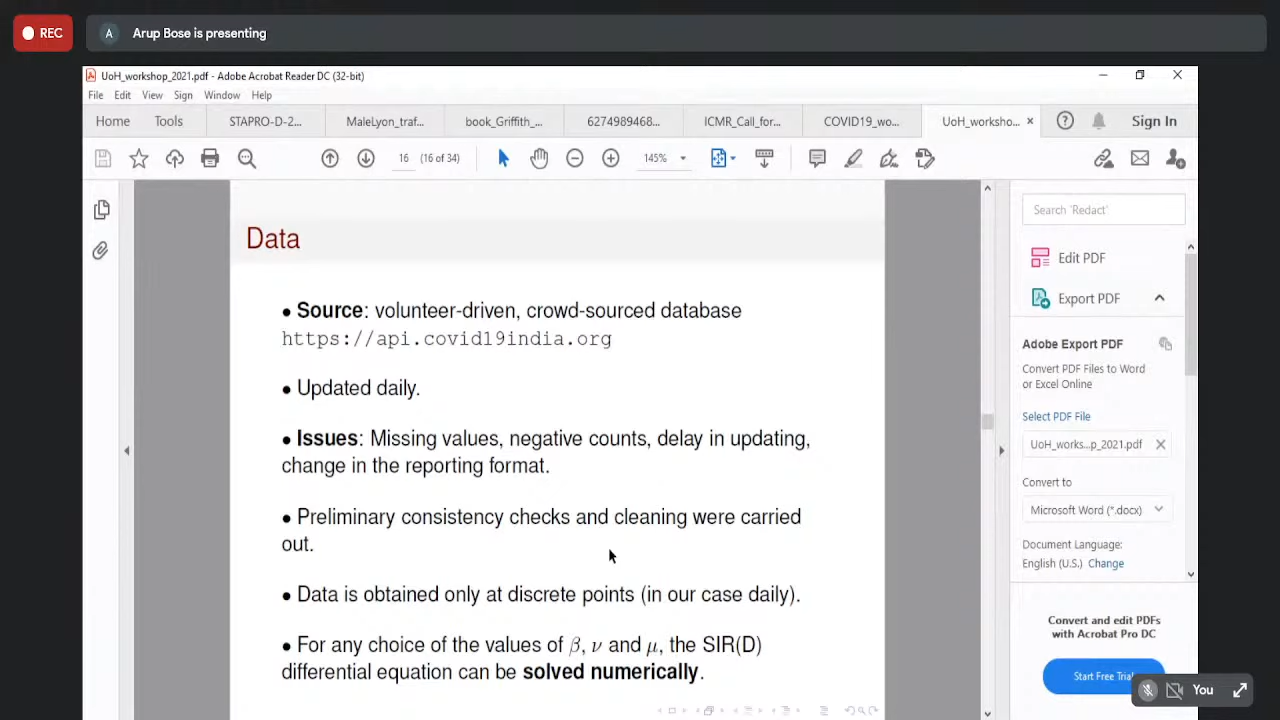 REC
A
Arup Bose is presenting
UoH_workshop_2021.pdf - Adobe Acrobat Reader DC (32-bit)
File Edit View Sign Window Help
Home Tools STAPRO-D-2... MaleLyon_traf... book_Griffith_... 6274989468... ICMR_Call_for... COVID19_wo... UoH_worksho... × Sign In
16 (16 of 34) 145%
Data
• Source: volunteer-driven, crowd-sourced database
https://api.covid19india.org
• Updated daily.
• Issues: Missing values, negative counts, delay in updating,
change in the reporting format.
• Preliminary consistency checks and cleaning were carried
out.
• Data is obtained only at discrete points (in our case daily).
• For any choice of the values of β, ν and μ, the SIR(D)
differential equation can be solved numerically.
Search 'Redact'
Edit PDF
Export PDF
Adobe Export PDF
Convert PDF Files to Word
or Excel Online
Select PDF File
UoH_works...p_2021.pdf
Convert to
Microsoft Word (*.docx)
Document Language:
English (U.S.) Change
Convert and edit PDFs
with Acrobat Pro DC
Start Free Trial
You